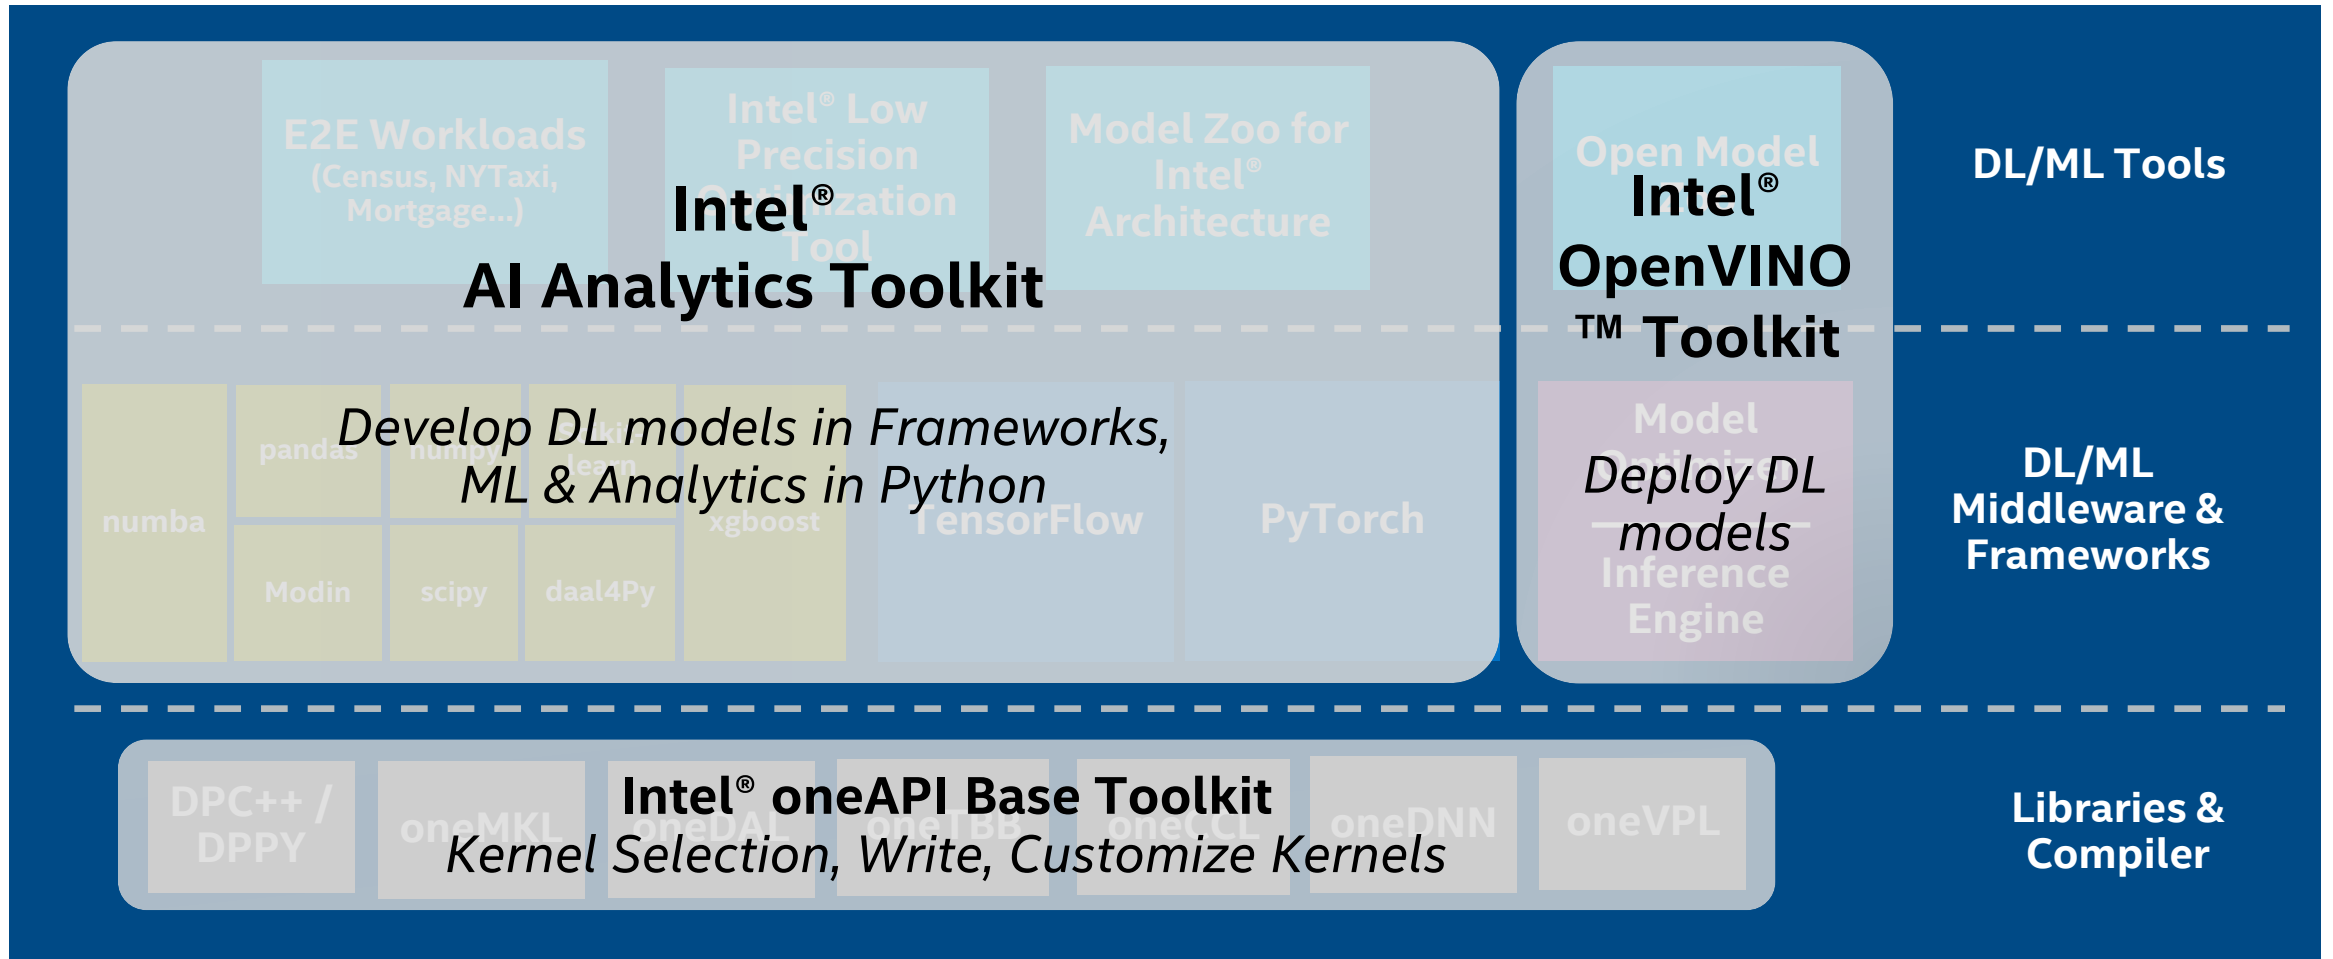 E2E Workloads
(Census, NYTaxi,
Mortgage...)
Intel® Low
Precision
Optimization
Tool
Model Zoo for
Intel®
Architecture
Intel®
AI Analytics Toolkit
Open Model
Intel®
OpenVINO
™ Toolkit
DL/ML Tools
numba
pandas
numpy
Scikit-
learn
Modin
scipy
daal4Py
xgboost
TensorFlow
PyTorch
Develop DL models in Frameworks,
ML & Analytics in Python
Model
Optimizer
Inference
Engine
Deploy DL
models
DL/ML
Middleware &
Frameworks
DPC++ /
DPPY
oneMKL
oneDAL
oneTBB
oneCCL
oneDNN
oneVPL
Intel® oneAPI Base Toolkit
Kernel Selection, Write, Customize Kernels
Libraries &
Compiler